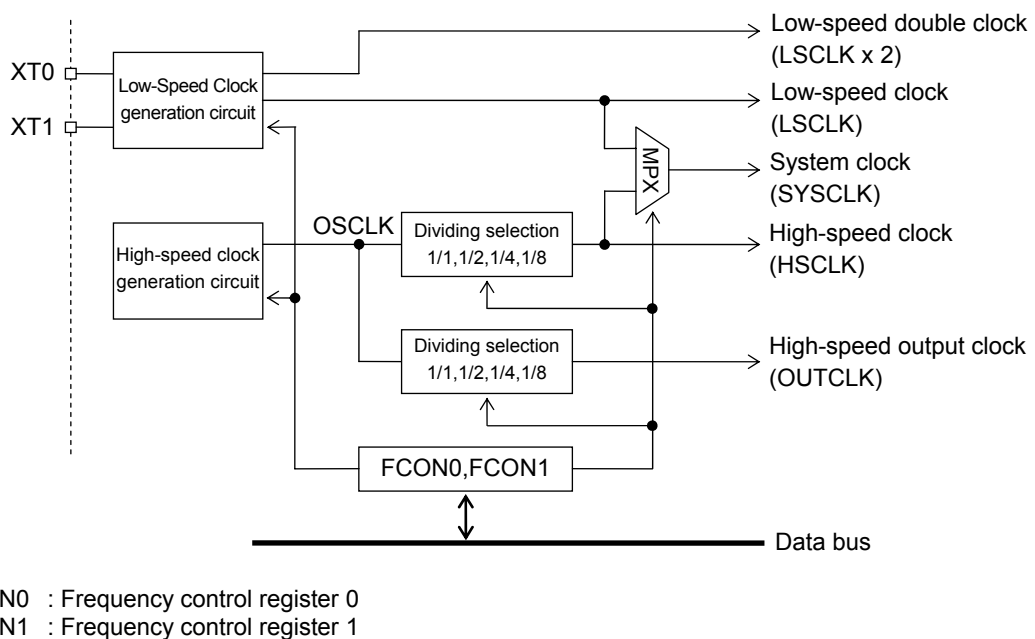 Low-speed double clock
(LSCLK x 2)
XT0
Low-Speed Clock
generation circuit
Low-speed clock
(LSCLK)
XT1
MPX
System clock
(SYSCLK)
OSCLK
High-speed clock
generation circuit
Dividing selection
1/1,1/2,1/4,1/8
High-speed clock
(HSCLK)
Dividing selection
1/1,1/2,1/4,1/8
High-speed output clock
(OUTCLK)
FCON0,FCON1
Data bus
N0 : Frequency control register 0
N1 : Frequency control register 1